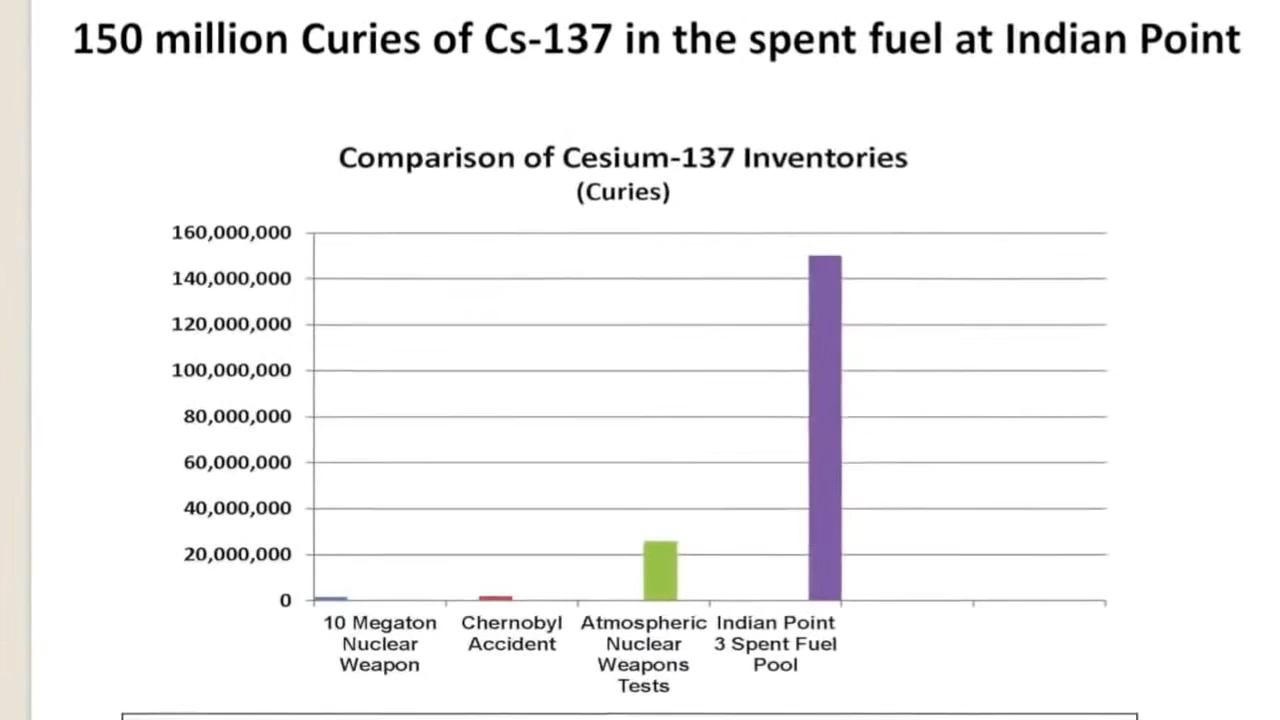 150 million Curies of Cs-137 in the spent fuel at Indian Point
Comparison of Cesium-137 Inventories
(Curies)
160,000,000
140,000,000
120,000,000
100,000,000
80,000,000
60,000,000
40,000,000
20,000,000
0
10 Megaton
Nuclear
Weapon
Chernobyl
Accident
Atmospheric
Nuclear
Weapons
Tests
Indian Point
3 Spent Fuel
Pool